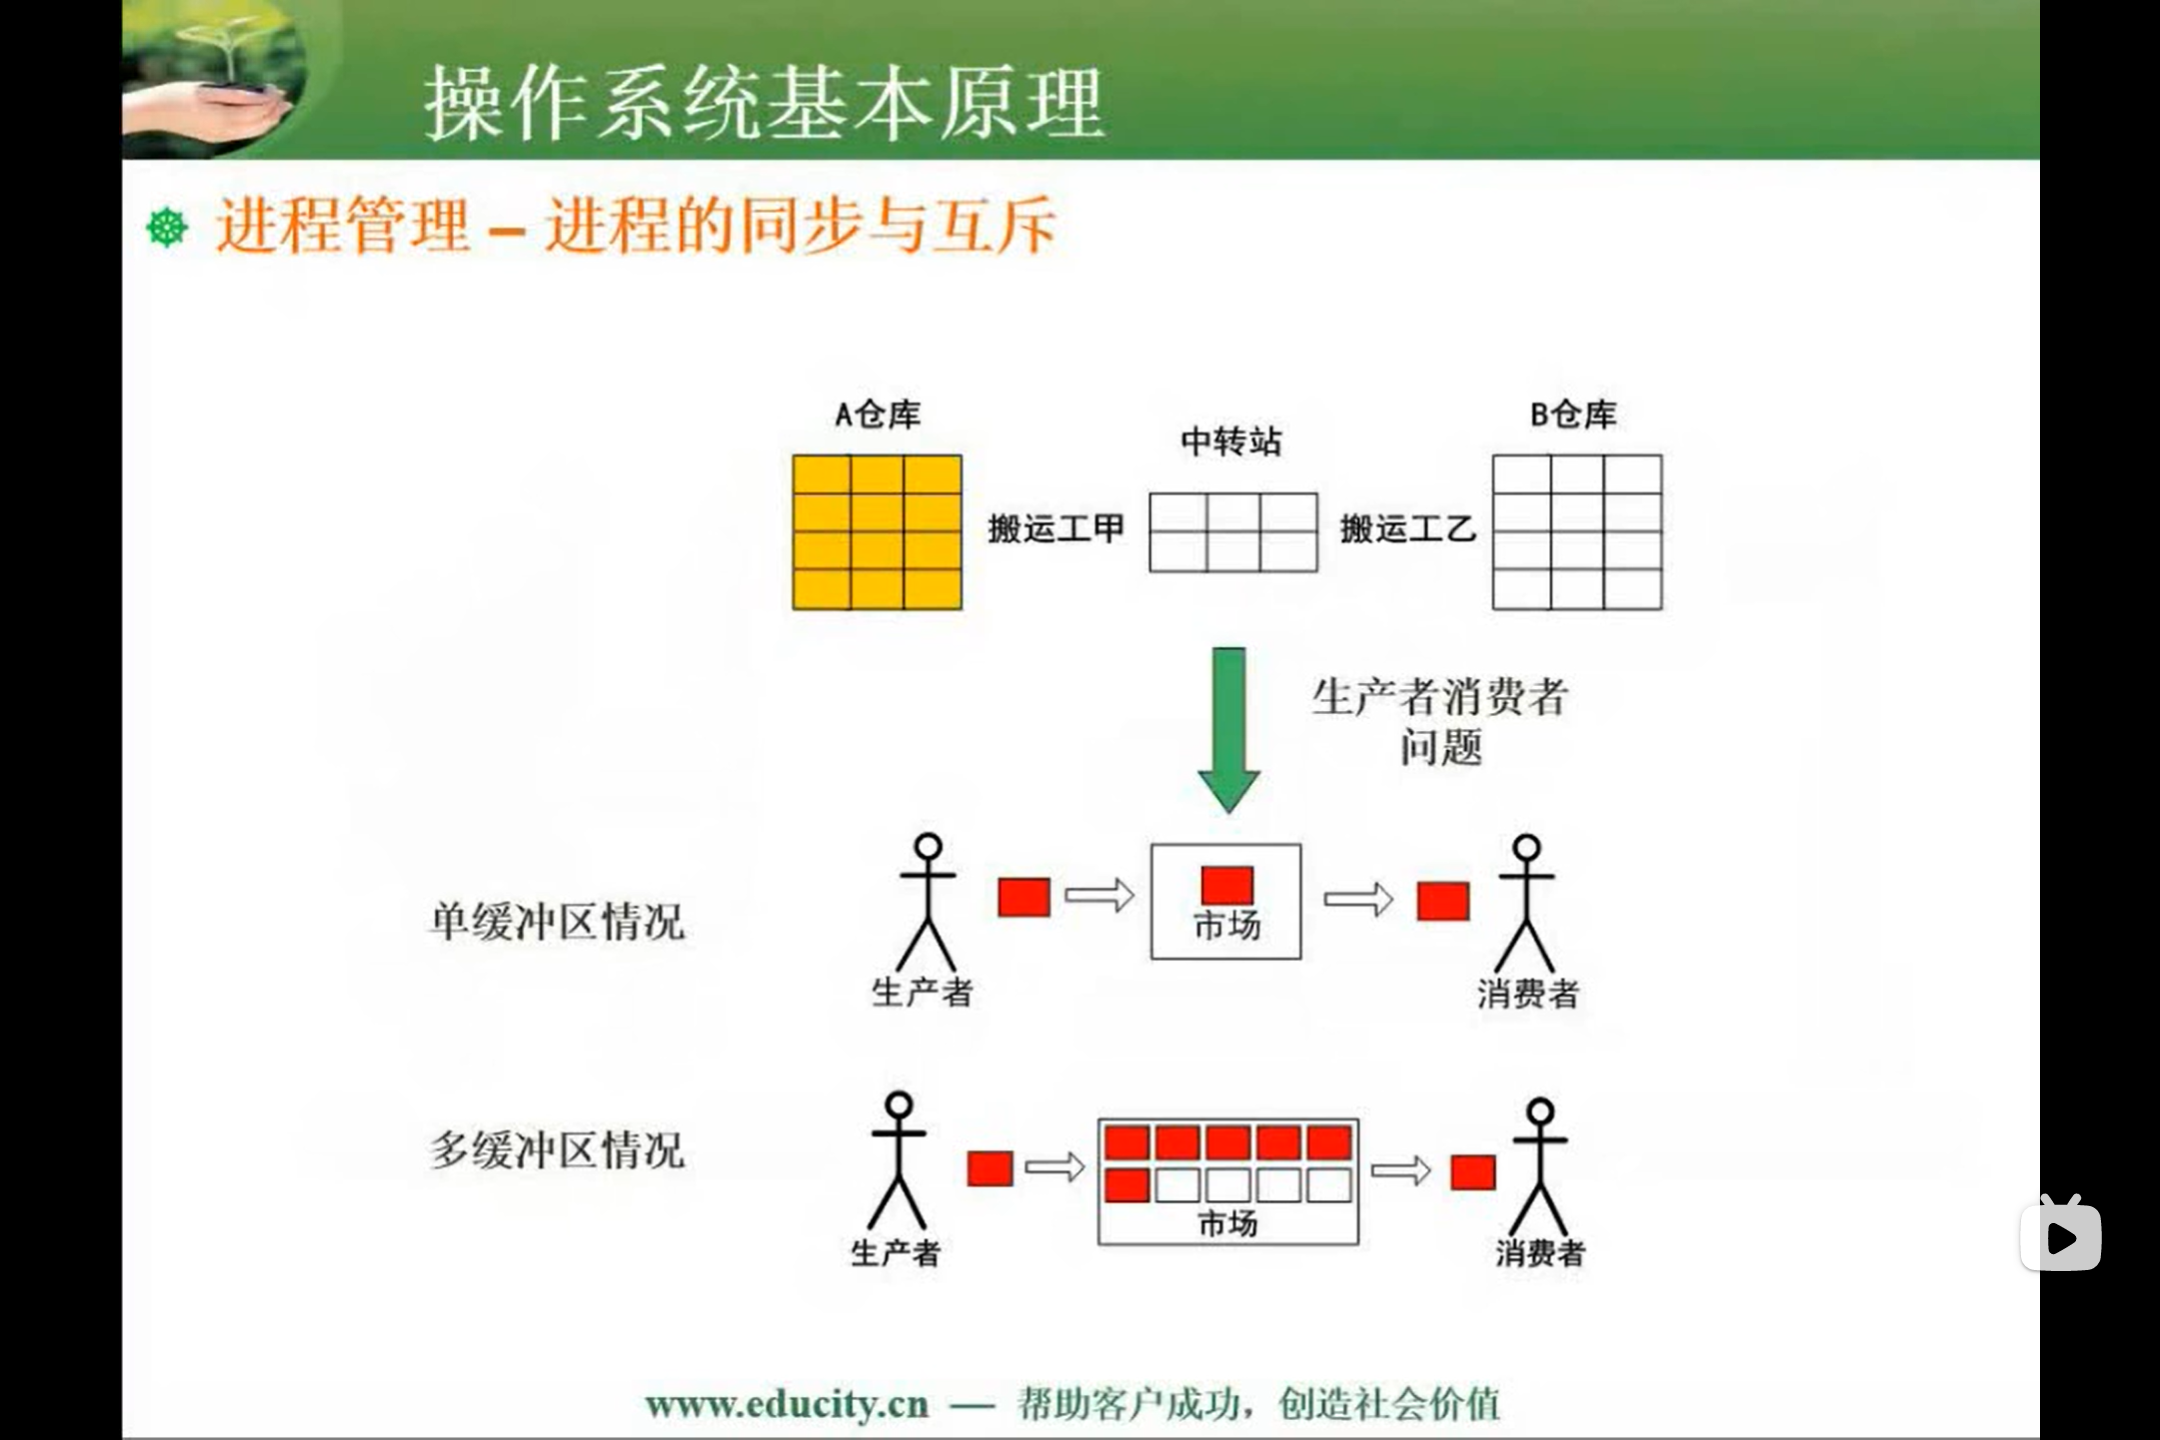 操作系统基本原理
进程管理 – 进程的同步与互斥
A仓库
中转站
B仓库
搬运工甲
搬运工乙
生产者消费者
问题
单缓冲区情况
市场
生产者
消费者
多缓冲区情况
市场
生产者
消费者
www.educity.cn — 帮助客户成功，创造社会价值